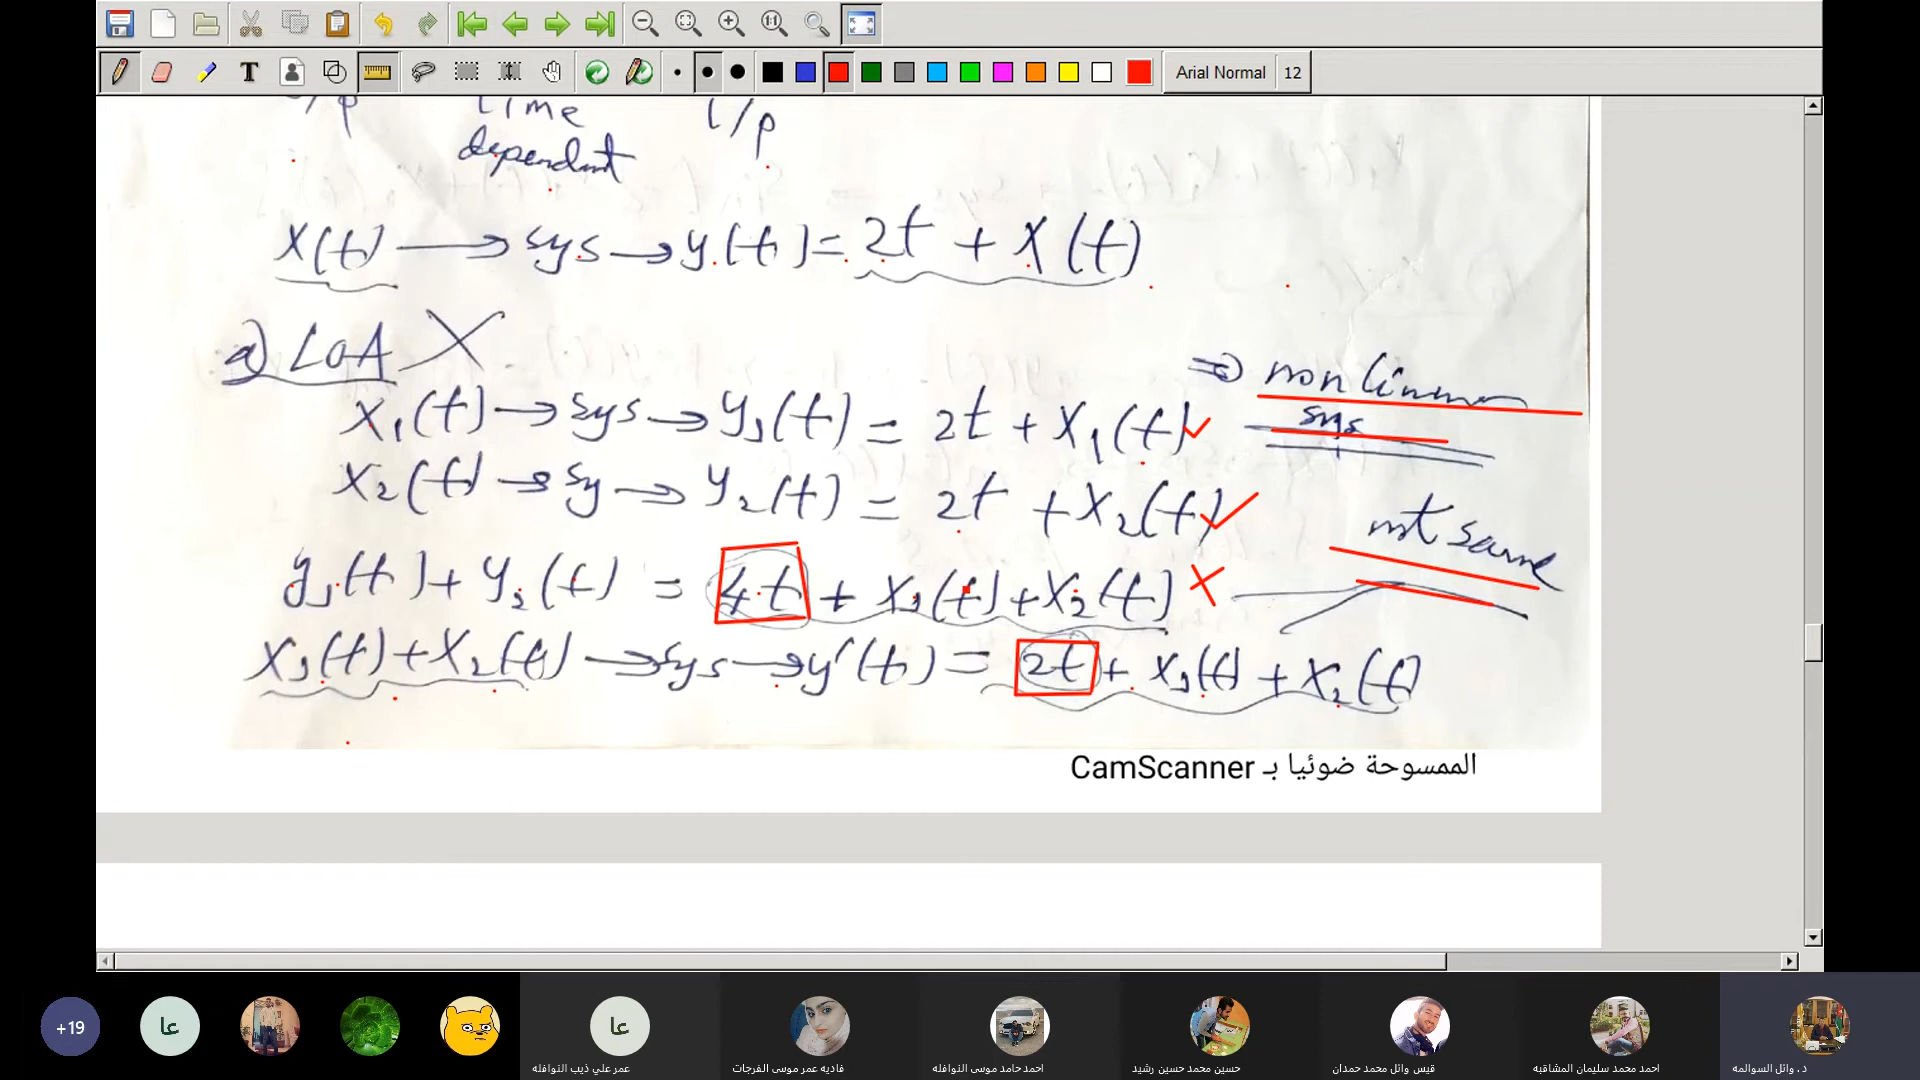 Arial Normal 12
i/p time i/p
dependent
x(t) → sys → y(t) = 2t + x(t)
a) LOA X
⇒ non linear
x₁(t) → sys → y₁(t) = 2t + x₁(t)
sys
x₂(t) → sy → y₂(t) = 2t + x₂(t)
not same
y₁(t) + y₂(t) = 4t + x₁(t) + x₂(t)
x₁(t) + x₂(t) → sys → y'(t) = 2t + x₁(t) + x₂(t)
الممسوحة ضوئيا بـ CamScanner
+19
عا
عا
عمر علي ذيب النوافله
فاديه عمر موسى الفرجات
احمد حامد موسى النوافله
حسين محمد حسين رشيد
قيس وائل محمد حمدان
احمد محمد سليمان المشاقبه
د. وائل السوالمه